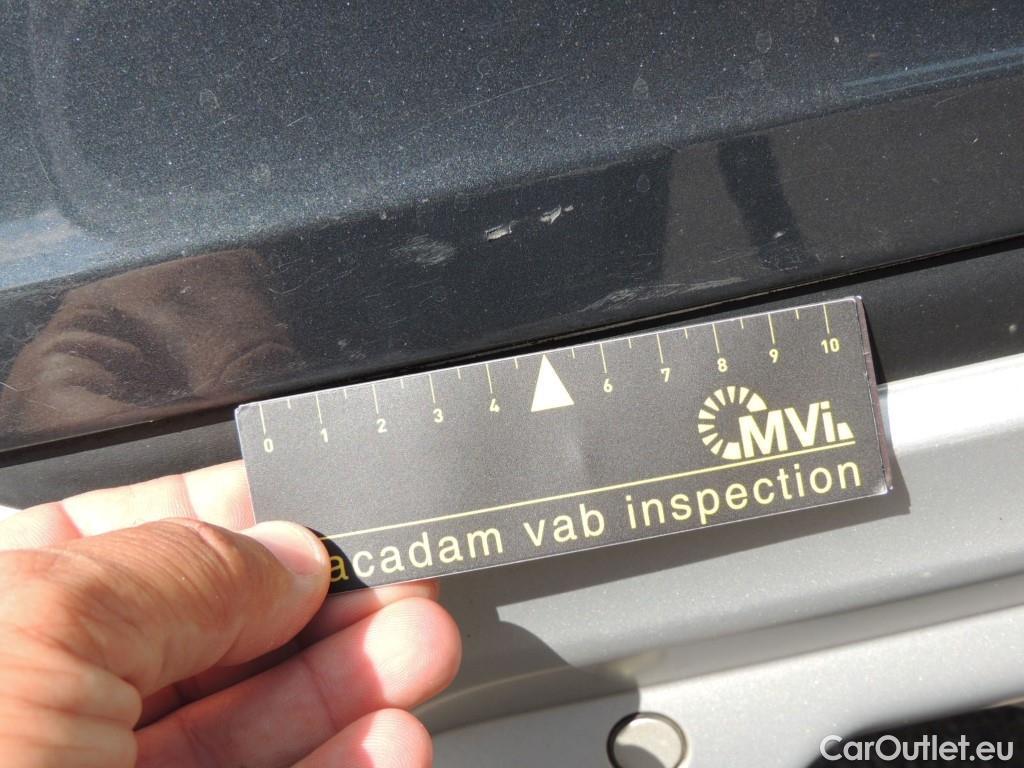 0 1 2 3 4 6 7 8 9 10
MVi
acadam vab inspection
CarOutlet.eu